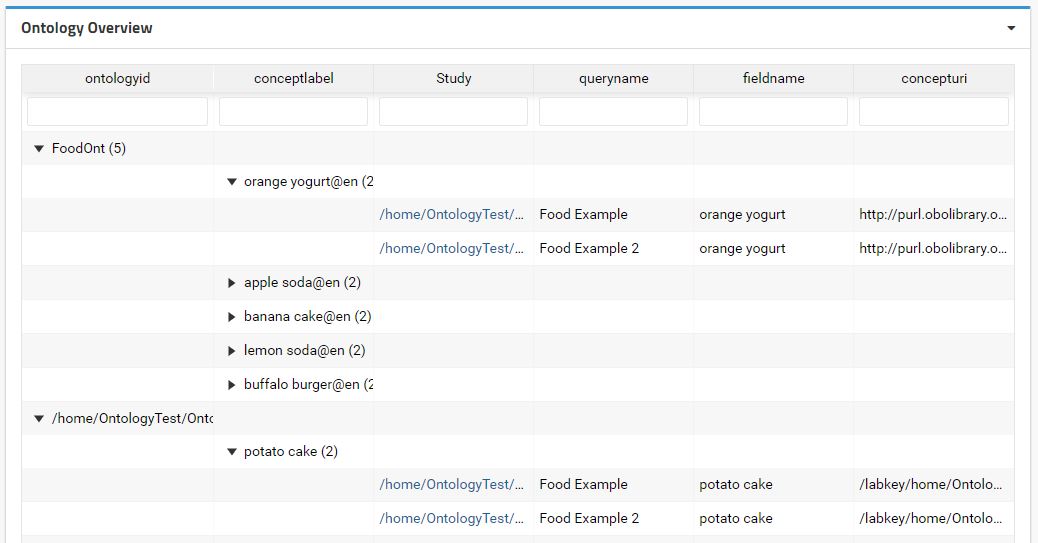 Ontology Overview
ontologyid conceptlabel Study queryname fieldname concepturi
FoodOnt (5)
orange yogurt@en (2
/home/OntologyTest/... Food Example orange yogurt http://purl.obolibrary.o...
/home/OntologyTest/... Food Example 2 orange yogurt http://purl.obolibrary.o...
apple soda@en (2)
banana cake@en (2)
lemon soda@en (2)
buffalo burger@en (2
/home/OntologyTest/Onto
potato cake (2)
/home/OntologyTest/... Food Example potato cake /labkey/home/Ontolo...
/home/OntologyTest/... Food Example 2 potato cake /labkey/home/Ontolo...